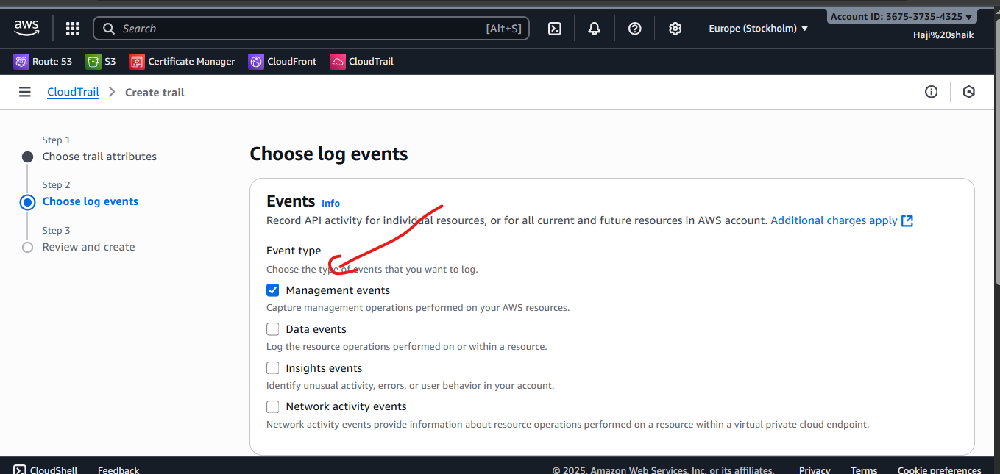 aws
Search [Alt+S]
Europe (Stockholm) ▼
Account ID: 3675-3735-4325 ▼
Haji%20shaik
Route 53 S3 Certificate Manager CloudFront CloudTrail
CloudTrail > Create trail
Step 1
Choose trail attributes
Step 2
Choose log events
Step 3
Review and create
Choose log events
Events Info
Record API activity for individual resources, or for all current and future resources in AWS account. Additional charges apply
Event type
Choose the type of events that you want to log.
Management events
Capture management operations performed on your AWS resources.
Data events
Log the resource operations performed on or within a resource.
Insights events
Identify unusual activity, errors, or user behavior in your account.
Network activity events
Network activity events provide information about resource operations performed on a resource within a virtual private cloud endpoint.
CloudShell Feedback © 2025, Amazon Web Services, Inc. or its affiliates. Privacy Terms Cookie preferences